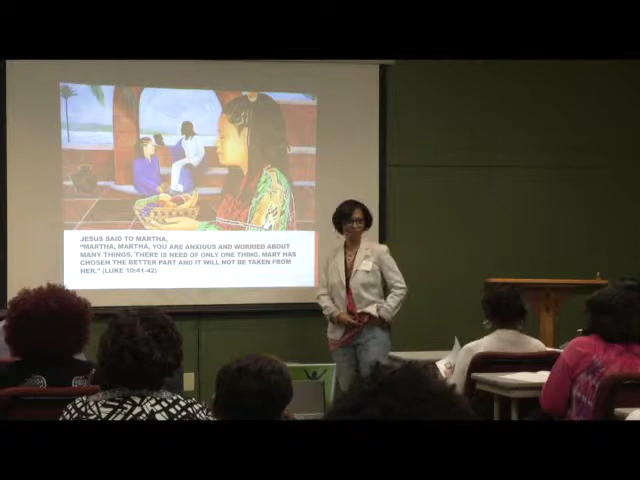 JESUS SAID TO MARTHA,
"MARTHA, MARTHA, YOU ARE ANXIOUS AND WORRIED ABOUT
MANY THINGS. THERE IS NEED OF ONLY ONE THING. MARY HAS
CHOSEN THE BETTER PART AND IT WILL NOT BE TAKEN FROM
HER." (LUKE 10:41-42)